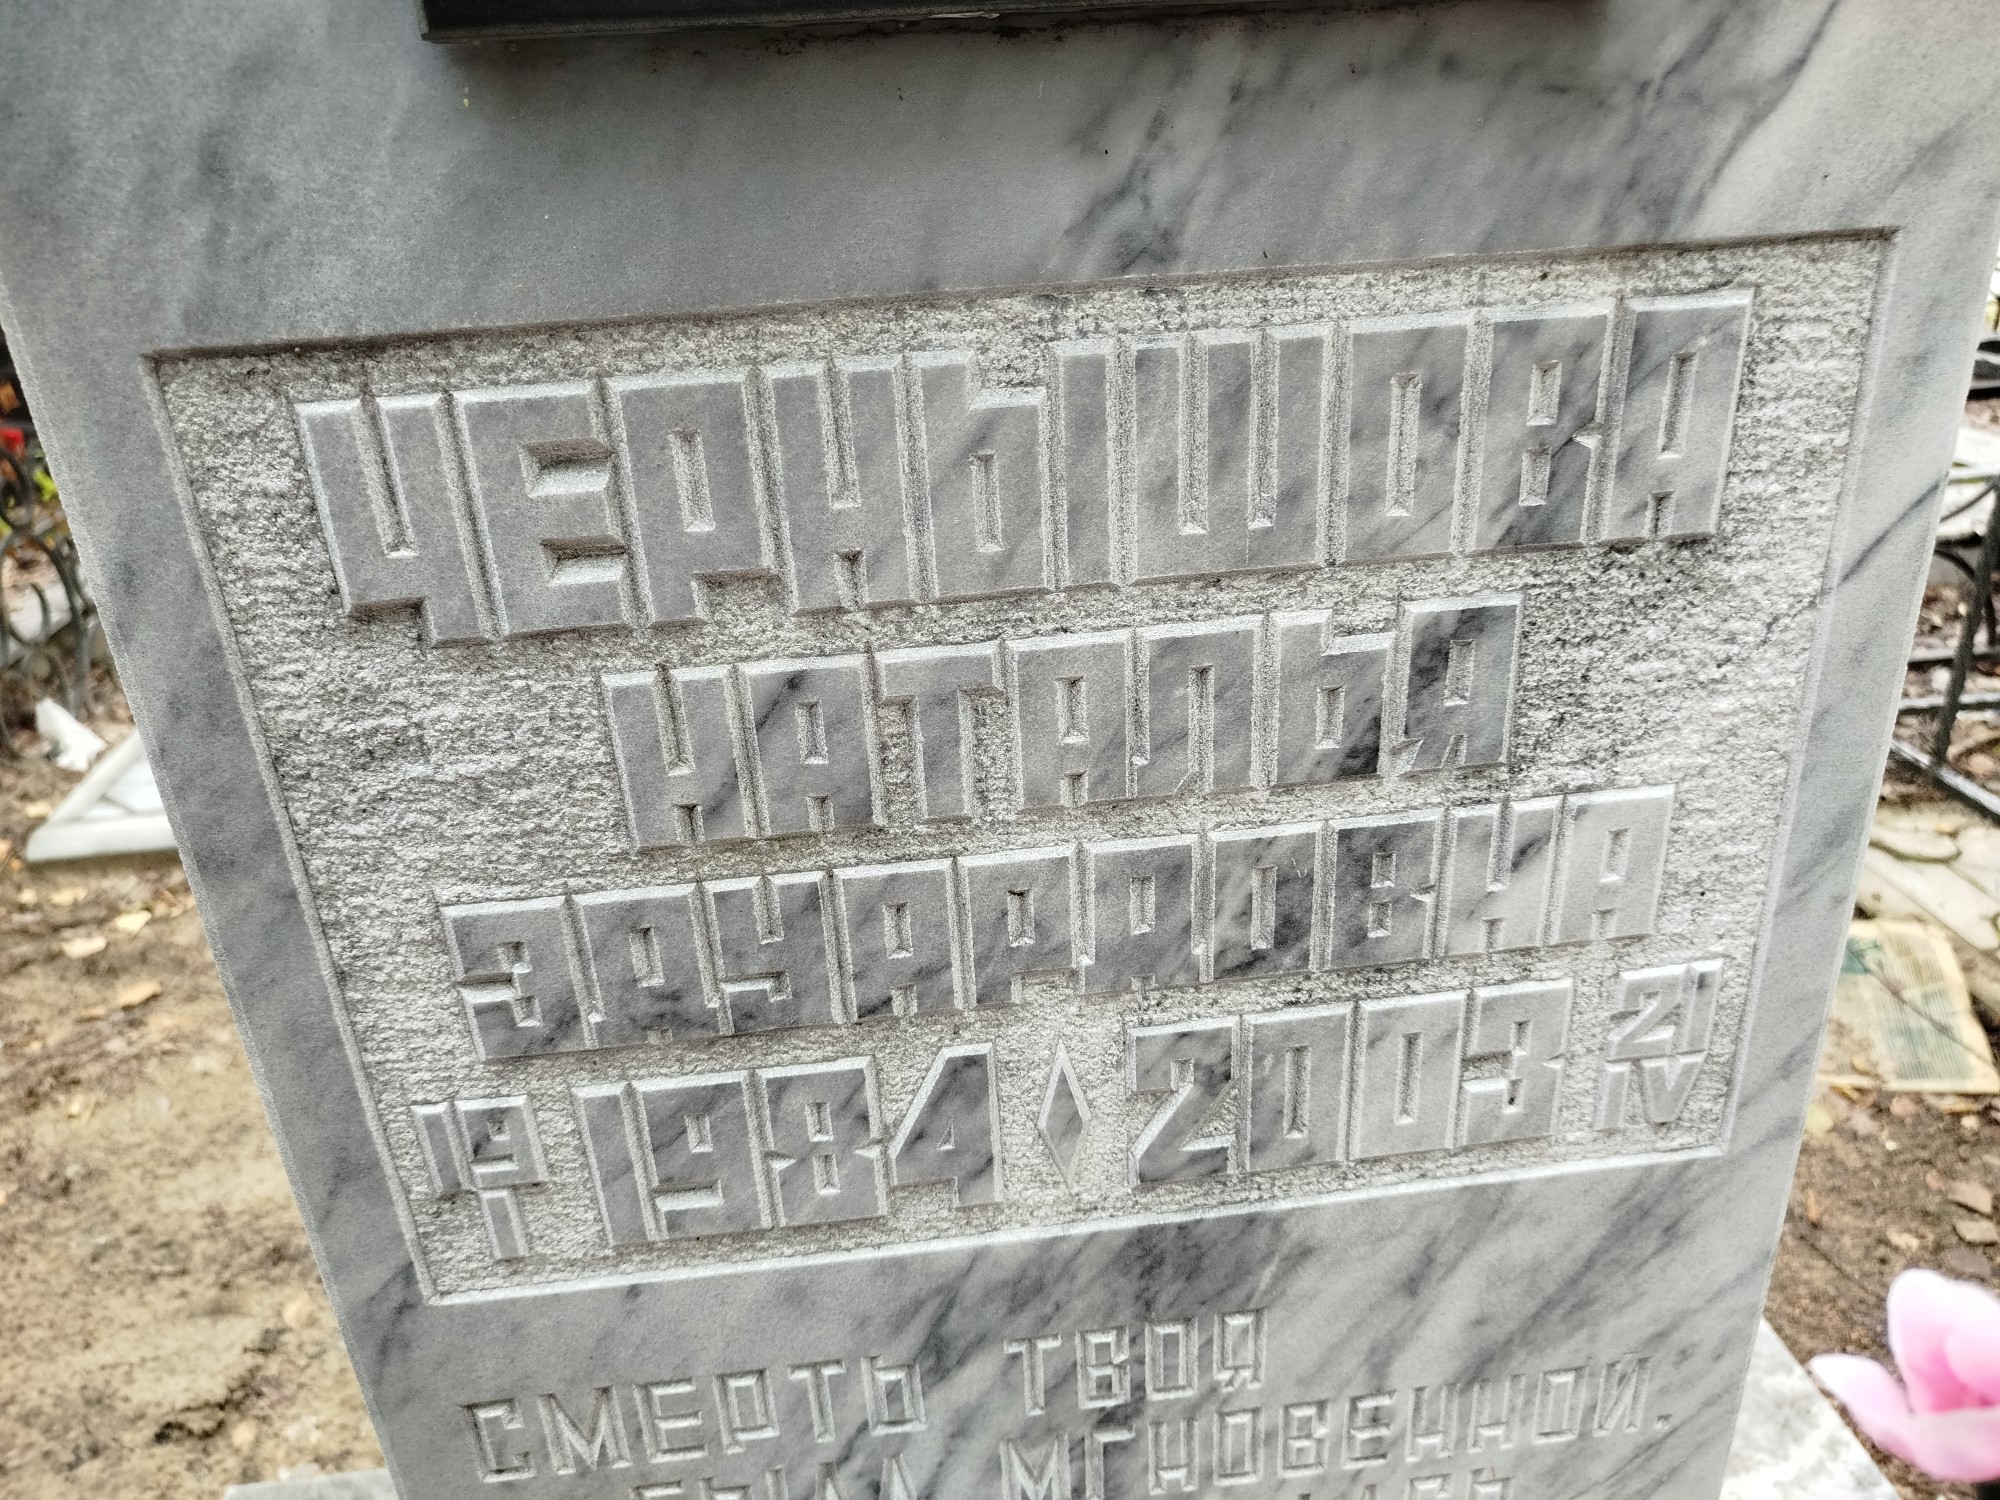 ЧЕРНЫШОВА
НАТАЛЬЯ
ЭДУАРДОВНА
19 I 1984 ◊ 2003 21 IV
СМЕРТЬ ТВОЯ
БЫЛА МГНОВЕННОЙ,